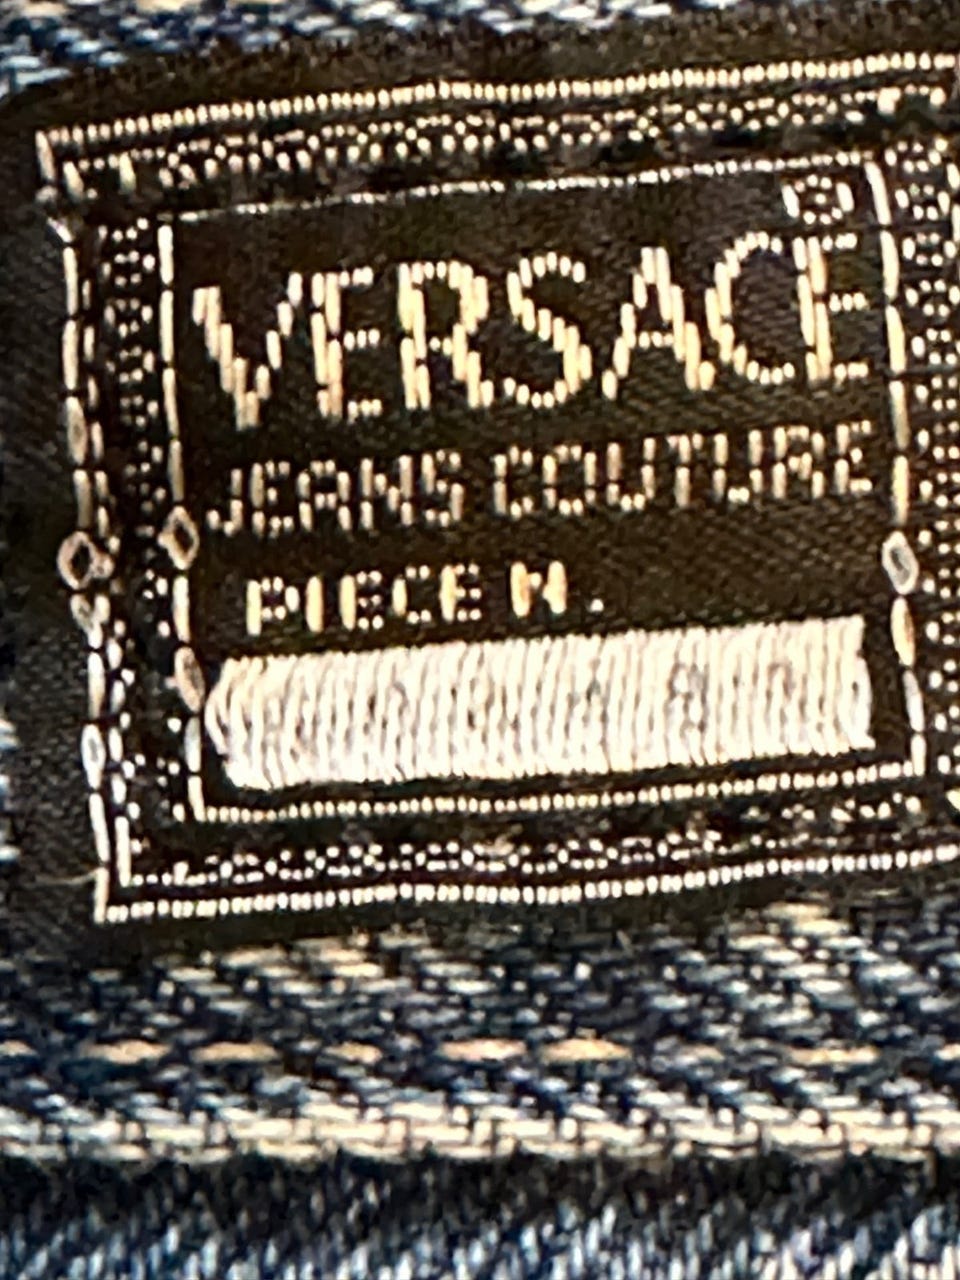 VERSACE
JEANS COUTURE
PIECE N.